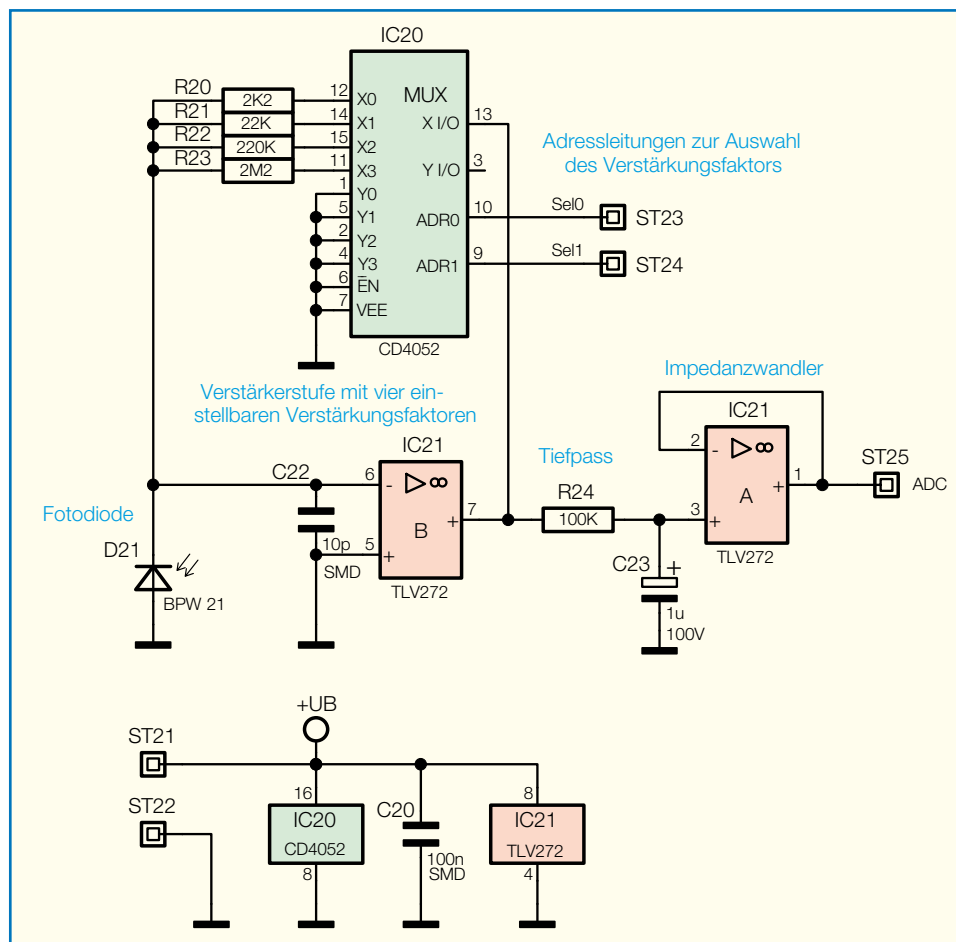 IC20
MUX
R20 2K2 12 X0
R21 22K 14 X1
R22 220K 15 X2
R23 2M2 11 X3
1 Y0
5 Y1
2 Y2
4 Y3
6 EN
7 VEE
X I/O 13
Y I/O 3
ADR0 10 Sel0 ST23
ADR1 9 Sel1 ST24
CD4052
Adressleitungen zur Auswahl
des Verstärkungsfaktors
Verstärkerstufe mit vier ein-
stellbaren Verstärkungsfaktoren
Impedanzwandler
IC21
2 -
A
+ 1
3 +
TLV272
ST25
ADC
IC21
6 -
B
+ 7
5 +
TLV272
C22
10p
SMD
Tiefpass
R24
100K
C23 +
1u
100V
Fotodiode
D21
BPW 21
+UB
ST21
ST22
16
IC20
CD4052
8
C20
100n
SMD
8
IC21
TLV272
4